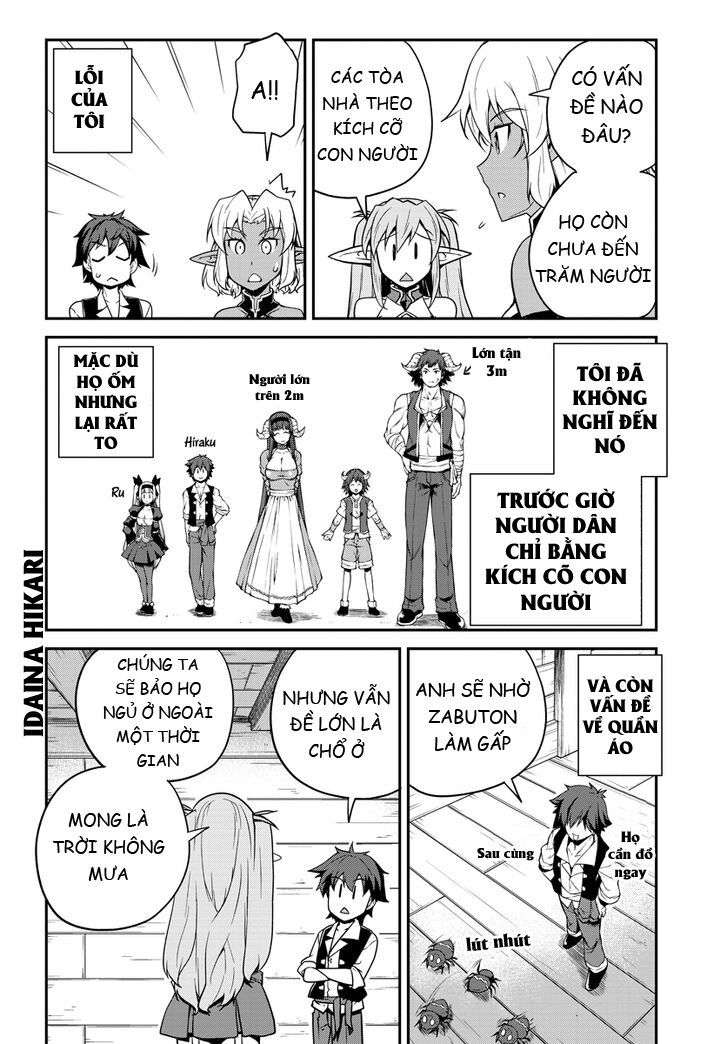 CÓ VẤN
ĐỀ NÀO
ĐÂU?
HỌ CÒN
CHƯA ĐẾN
TRĂM NGƯỜI
CÁC TÒA
NHÀ THEO
KÍCH CỠ
CON NGƯỜI
A!!
LỖI
CỦA
TÔI
TÔI ĐÃ
KHÔNG
NGHĨ ĐẾN
NÓ
TRƯỚC GIỜ
NGƯỜI DÂN
CHỈ BẰNG
KÍCH CỠ CON
NGƯỜI
Lớn tận
3m
Người lớn
trên 2m
Hiraku
Ru
MẶC DÙ
HỌ ỐM
NHƯNG
LẠI RẤT
TO
VÀ CÒN
VẤN ĐỀ
VỀ QUẦN
ÁO
ANH SẼ NHỜ
ZABUTON
LÀM GẤP
Họ
cần đồ
ngay
Sau cùng
lút nhút
NHƯNG VẪN
ĐỀ LỚN LÀ
CHỔ Ở
CHÚNG TA
SẼ BẢO HỌ
NGỦ Ở NGOÀI
MỘT THỜI
GIAN
MONG LÀ
TRỜI KHÔNG
MƯA
IDAINA HIKARI